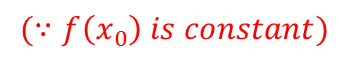 (∵ f(x₀) is constant)